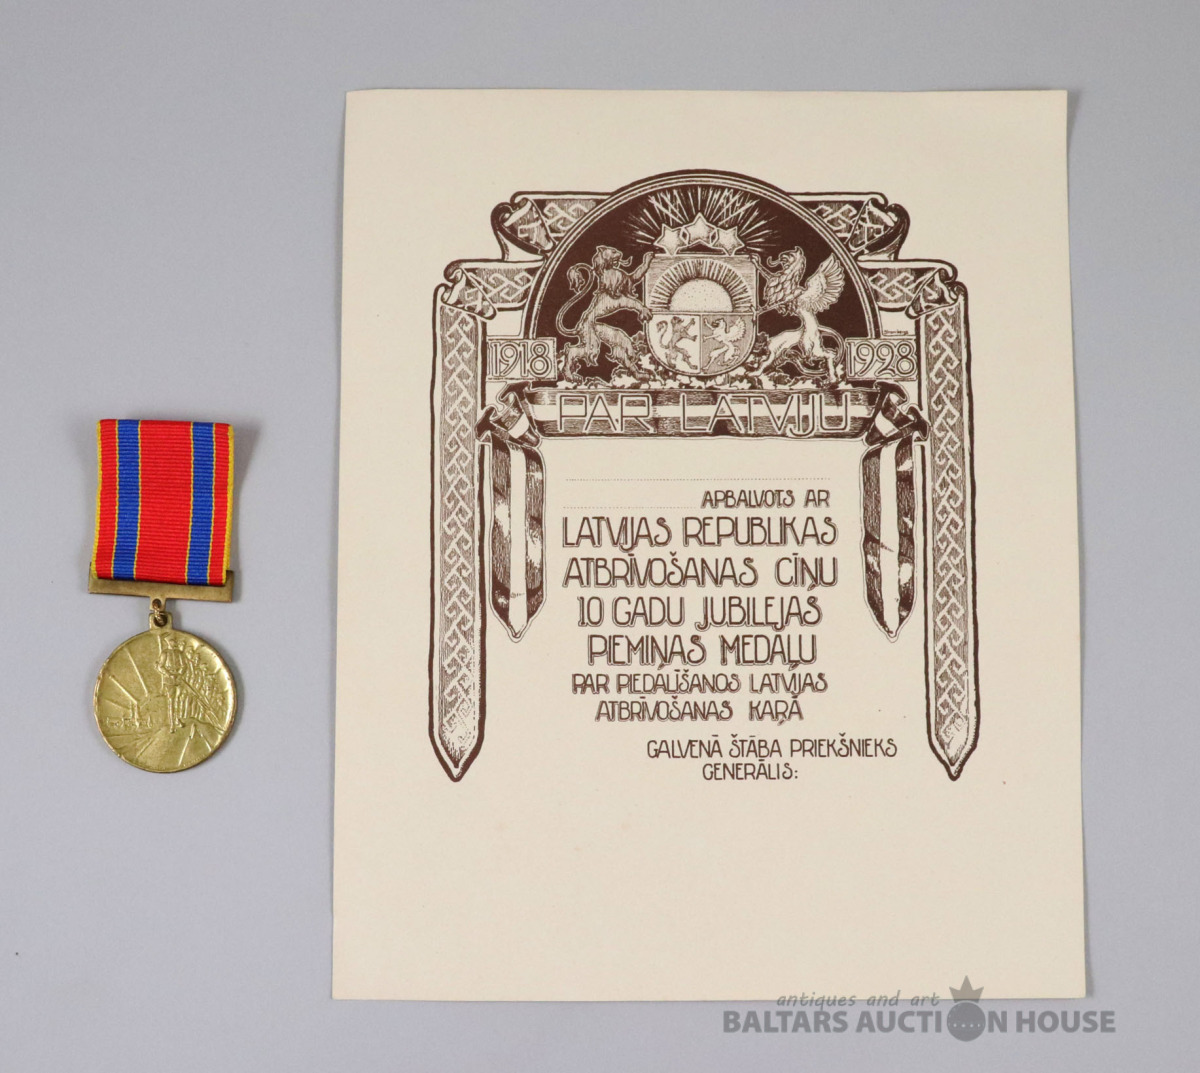 1918
1928
PAR LATVIJU
APBALVOTS AR
LATVIJAS REPUBLIKAS
ATBRĪVOŠANAS CĪŅU
10 GADU JUBILEJAS
PIEMIŅAS MEDAĻU
PAR PIEDALĪŠANOS LATVIJAS
ATBRĪVOŠANAS KAŖĀ
GALVENĀ ŠTĀBA PRIEKŠNIEKS
ĢENERĀLIS:
antiques and art
BALTARS AUCTION HOUSE